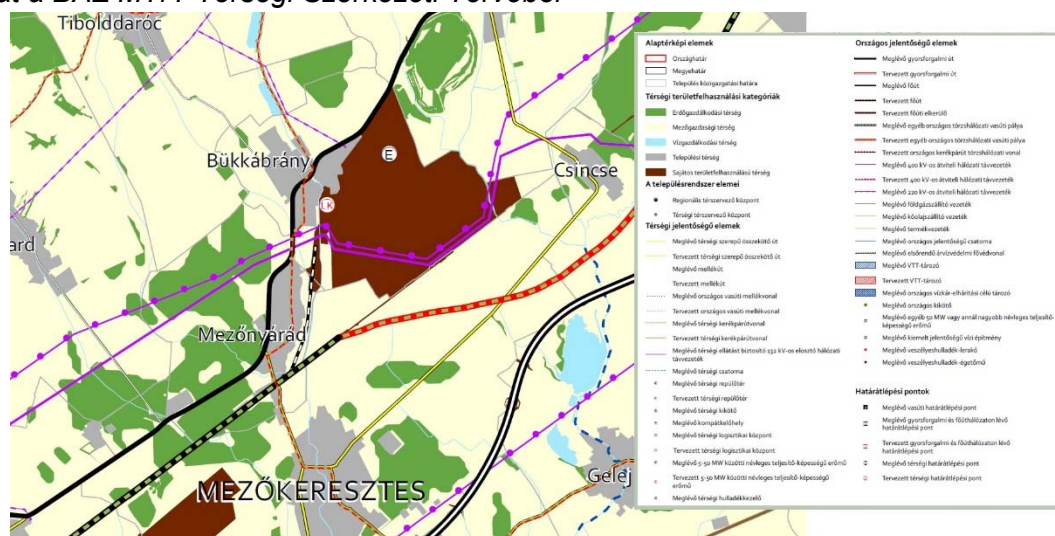 at a BAZ MTrT Térségi Szerkezeti Tervéből
Tibolddaróc
Bükkábrány
E
LK
Csincse
ard
Mezőnyárád
MEZŐKERESZTES
Gelej
Alaptérképi elemek
Országhatár
Megyehatár
Település közigazgatási határa
Térségi területfelhasználási kategóriák
Erdőgazdálkodási térség
Mezőgazdasági térség
Vízgazdálkodási térség
Települési térség
Sajátos területfelhasználású térség
A településrendszer elemei
Regionális térszervező központ
Térségi térszervező központ
Térségi jelentőségű elemek
Meglévő térségi szerepű összekötő út
Tervezett térségi szerepű összekötő út
Meglévő mellékút
Tervezett mellékút
Meglévő országos vasúti mellékvonal
Tervezett országos vasúti mellékvonal
Meglévő térségi kerékpárútvonal
Tervezett térségi kerékpárútvonal
Meglévő térségi ellátást biztosító 132 kV-os elosztó hálózati
távvezeték
Meglévő térségi csatorna
Meglévő térségi repülőtér
Tervezett térségi repülőtér
Meglévő térségi kikötő
Meglévő kompátkelőhely
Meglévő térségi logisztikai központ
Tervezett térségi logisztikai központ
Meglévő 5-50 MW közötti névleges teljesítő-képességű erőmű
Tervezett 5-50 MW közötti névleges teljesítő-képességű
erőmű
Meglévő térségi hulladékkezelő
Országos jelentőségű elemek
Meglévő gyorsforgalmi út
Tervezett gyorsforgalmi út
Meglévő főút
Tervezett főút
Tervezett főúti elkerülő
Meglévő egyéb országos törzshálózati vasúti pálya
Tervezett egyéb országos törzshálózati vasúti pálya
Tervezett országos kerékpárút törzshálózati vonal
Meglévő 400 kV-os átviteli hálózati távvezeték
Tervezett 400 kV-os átviteli hálózati távvezeték
Meglévő 220 kV-os átviteli hálózati távvezeték
Meglévő földgázszállító vezeték
Meglévő kőolajszállító vezeték
Meglévő termékvezeték
Meglévő országos jelentőségű csatorna
Meglévő elsőrendű árvízvédelmi fővédvonal
Meglévő VTT-tározó
Tervezett VTT-tározó
Meglévő országos vízkár-elhárítási célú tározó
Meglévő országos kikötő
Meglévő egyéb 50 MW vagy annál nagyobb névleges teljesítő-
képességű erőmű
Meglévő kiemelt jelentőségű vízi építmény
Meglévő veszélyeshulladék-lerakó
Meglévő veszélyeshulladék-égetőmű
Határátlépési pontok
Meglévő vasúti határátlépési pont
Meglévő gyorsforgalmi és főúthálózaton lévő
határátlépési pont
Tervezett gyorsforgalmi és főúthálózaton lévő
határátlépési pont
Meglévő térségi határátlépési pont
Tervezett térségi határátlépési pont